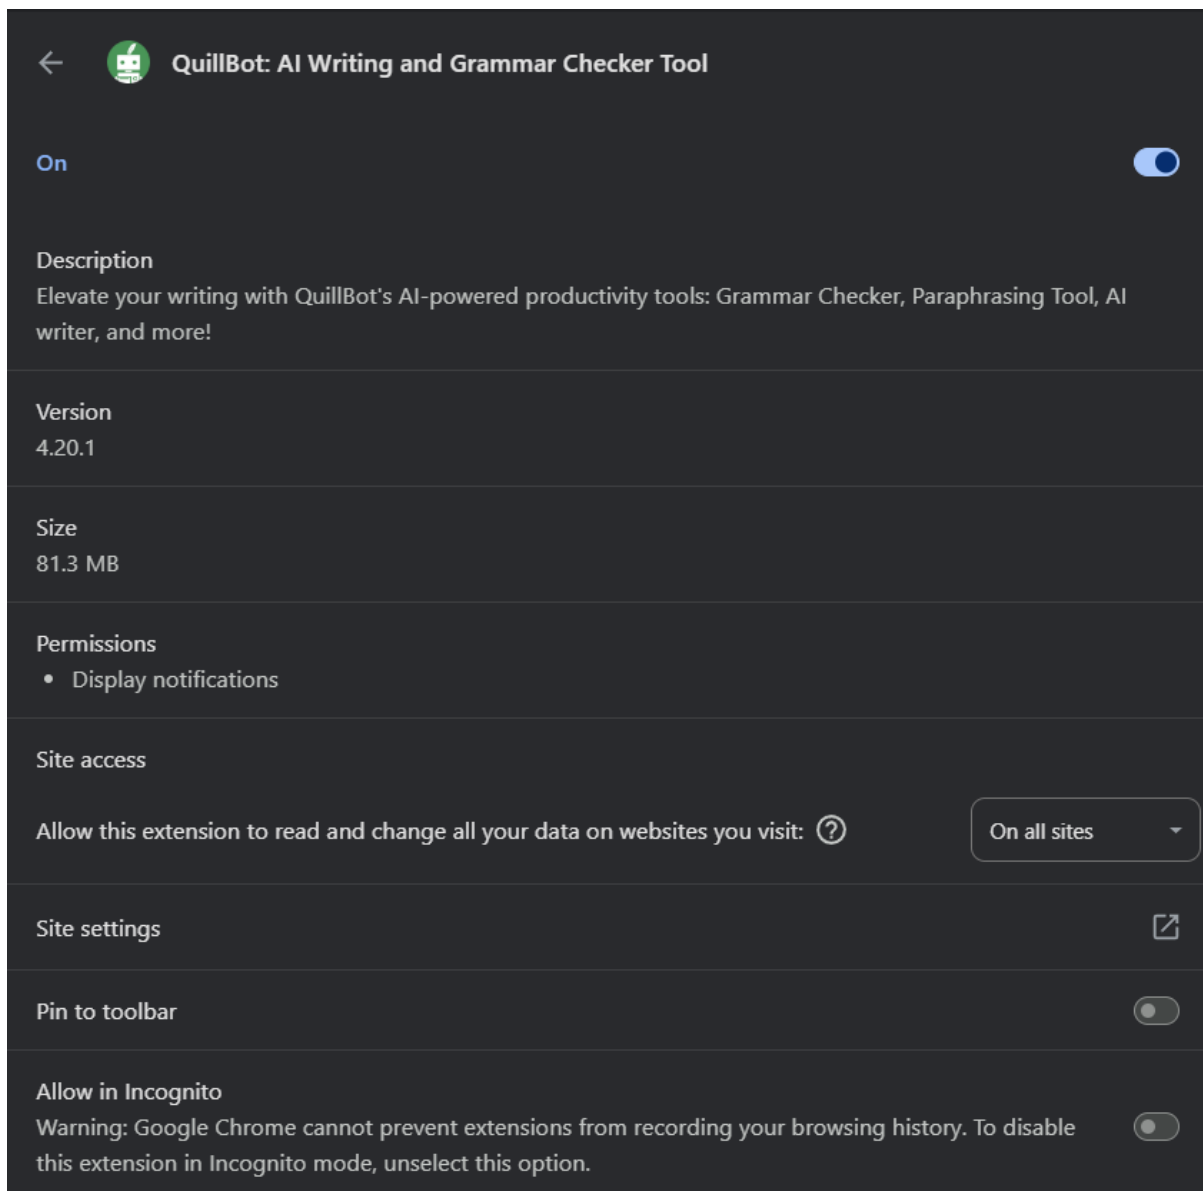 QuillBot: AI Writing and Grammar Checker Tool
On
Description
Elevate your writing with QuillBot's AI-powered productivity tools: Grammar Checker, Paraphrasing Tool, AI
writer, and more!
Version
4.20.1
Size
81.3 MB
Permissions
• Display notifications
Site access
Allow this extension to read and change all your data on websites you visit: On all sites
Site settings
Pin to toolbar
Allow in Incognito
Warning: Google Chrome cannot prevent extensions from recording your browsing history. To disable
this extension in Incognito mode, unselect this option.